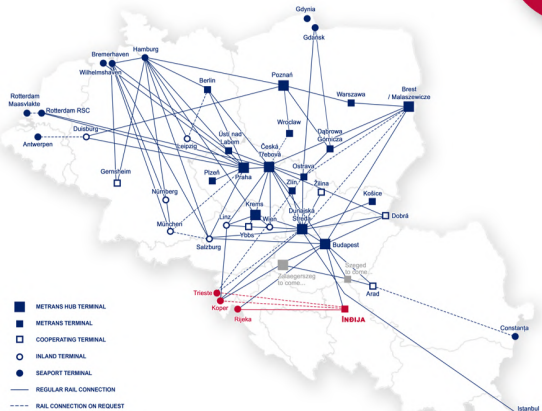 Gdynia
Gdańsk
Bremerhaven
Hamburg
Wilhelmshaven
Berlin
Poznań
Rotterdam
Maasvlakte
Rotterdam RSC
Warszawa
Brest
/ Malaszewicze
Duisburg
Antwerpen
Leipzig
Wrocław
Dąbrowa
Górnicza
Ústí nad
Labem
Česká
Třebová
Gernsheim
Plzeň
Praha
Ostrava
Nürnberg
Zlín
Žilina
Košice
München
Krems
Linz
Wien
Dunajská
Streda
Dobrá
Ybbs
Salzburg
Budapest
Zalaegerszeg
to come...
Szeged
to come...
Arad
Trieste
Koper
Rijeka
INĐIJA
Constanța
Istanbul
METRANS HUB TERMINAL
METRANS TERMINAL
COOPERATING TERMINAL
INLAND TERMINAL
SEAPORT TERMINAL
REGULAR RAIL CONNECTION
RAIL CONNECTION ON REQUEST